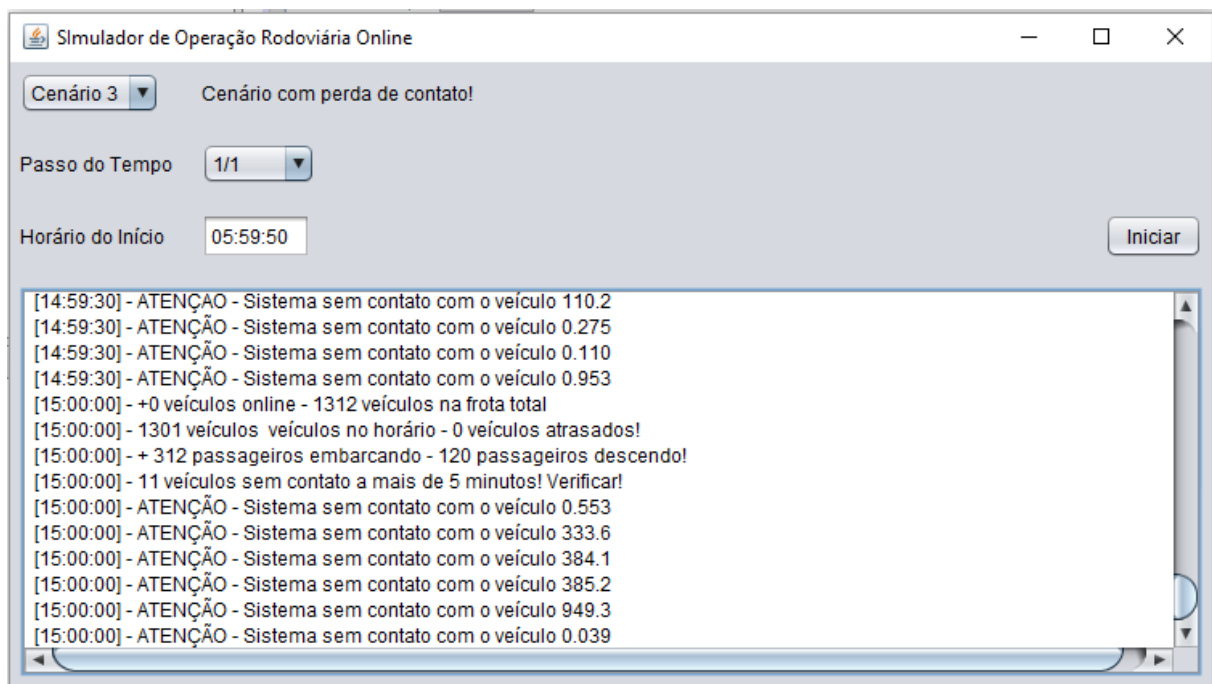 SImulador de Operação Rodoviária Online
Cenário 3
Cenário com perda de contato!
Passo do Tempo
1/1
Horário do Início
05:59:50
Iniciar
[14:59:30] - ATENÇÃO - Sistema sem contato com o veículo 110.2
[14:59:30] - ATENÇÃO - Sistema sem contato com o veículo 0.275
[14:59:30] - ATENÇÃO - Sistema sem contato com o veículo 0.110
[14:59:30] - ATENÇÃO - Sistema sem contato com o veículo 0.953
[15:00:00] - +0 veículos online - 1312 veículos na frota total
[15:00:00] - 1301 veículos  veículos no horário - 0 veículos atrasados!
[15:00:00] - + 312 passageiros embarcando - 120 passageiros descendo!
[15:00:00] - 11 veículos sem contato a mais de 5 minutos! Verificar!
[15:00:00] - ATENÇÃO - Sistema sem contato com o veículo 0.553
[15:00:00] - ATENÇÃO - Sistema sem contato com o veículo 333.6
[15:00:00] - ATENÇÃO - Sistema sem contato com o veículo 384.1
[15:00:00] - ATENÇÃO - Sistema sem contato com o veículo 385.2
[15:00:00] - ATENÇÃO - Sistema sem contato com o veículo 949.3
[15:00:00] - ATENÇÃO - Sistema sem contato com o veículo 0.039